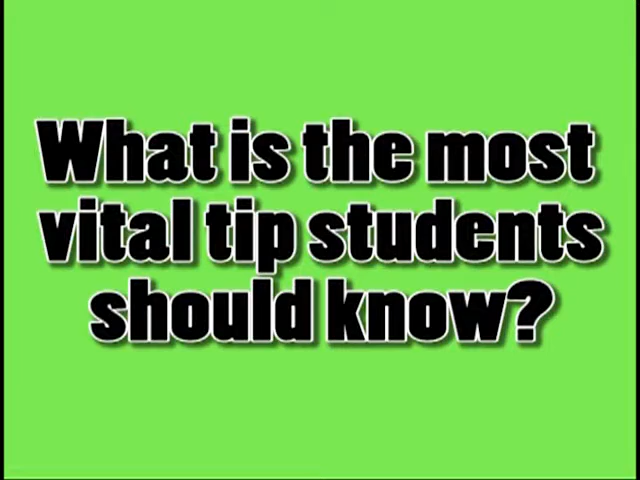 What is the most
vital tip students
should know?